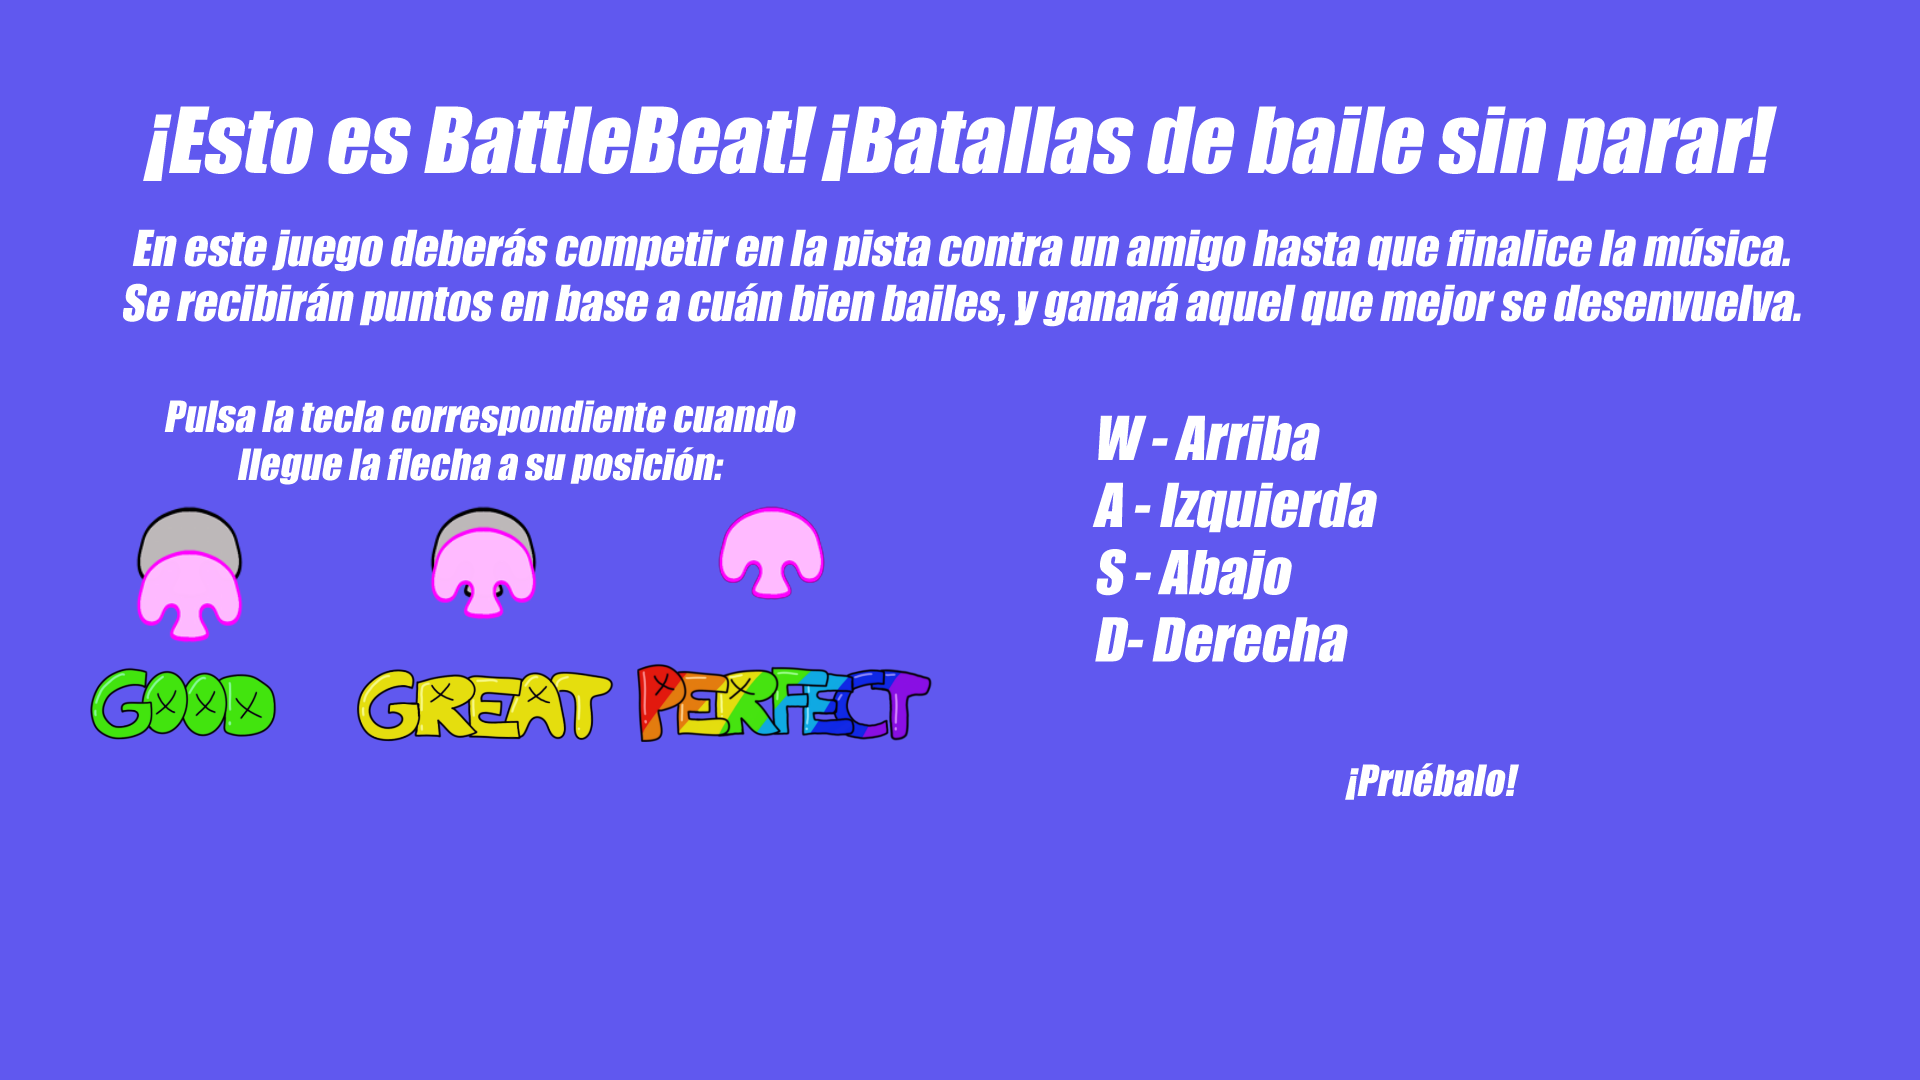 ¡Esto es BattleBeat! ¡Batallas de baile sin parar!
En este juego deberás competir en la pista contra un amigo hasta que finalice la música.
Se recibirán puntos en base a cuán bien bailes, y ganará aquel que mejor se desenvuelva.
Pulsa la tecla correspondiente cuando
llegue la flecha a su posición:
GOOD
GREAT
PERFECT
W - Arriba
A - Izquierda
S - Abajo
D- Derecha
¡Pruébalo!